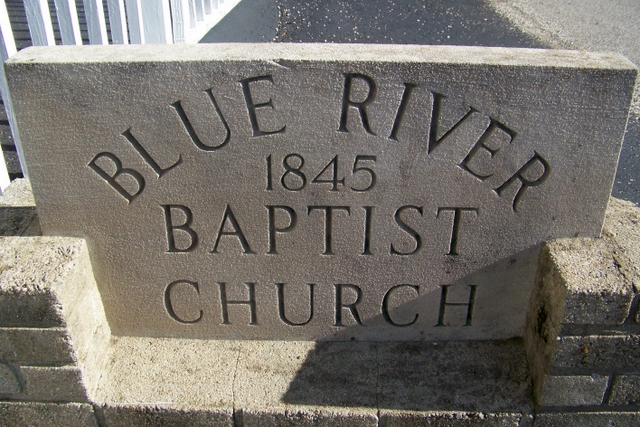 BLUE RIVER
1845
BAPTIST
CHURCH